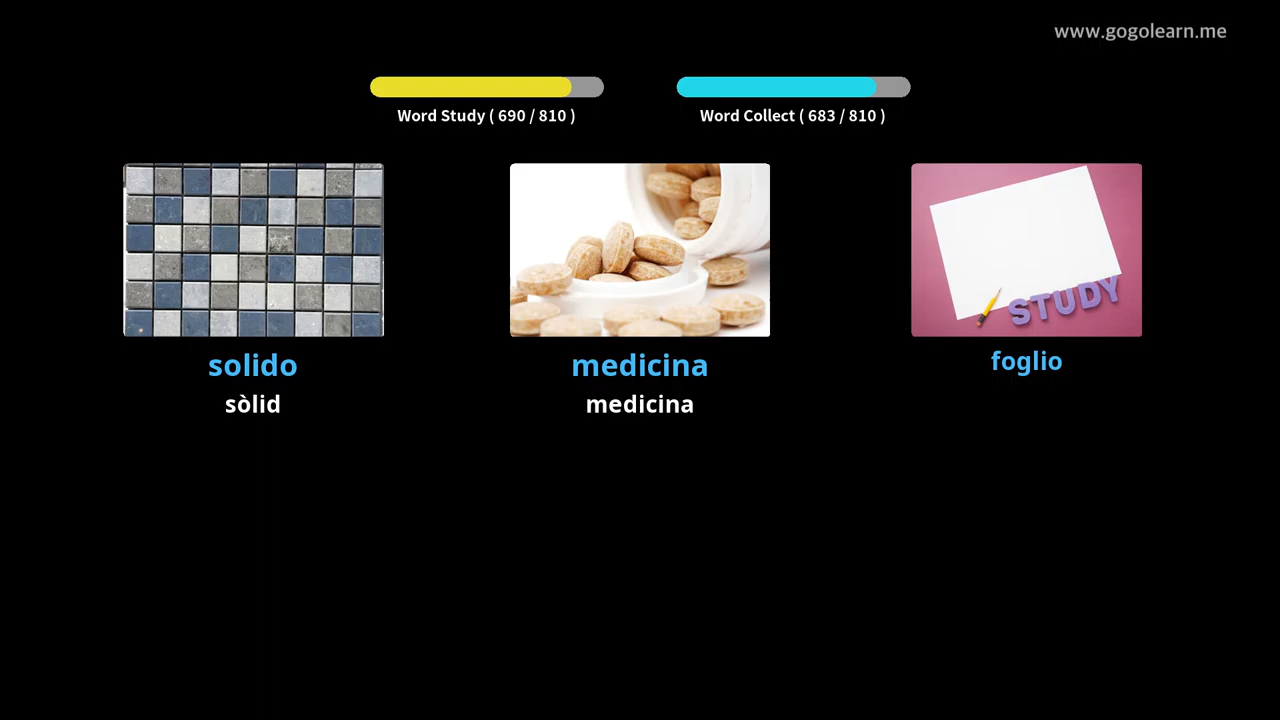 www.gogolearn.me
Word Study ( 690 / 810 )
Word Collect ( 683 / 810 )
STUDY
solido
medicina
foglio
sòlid
medicina